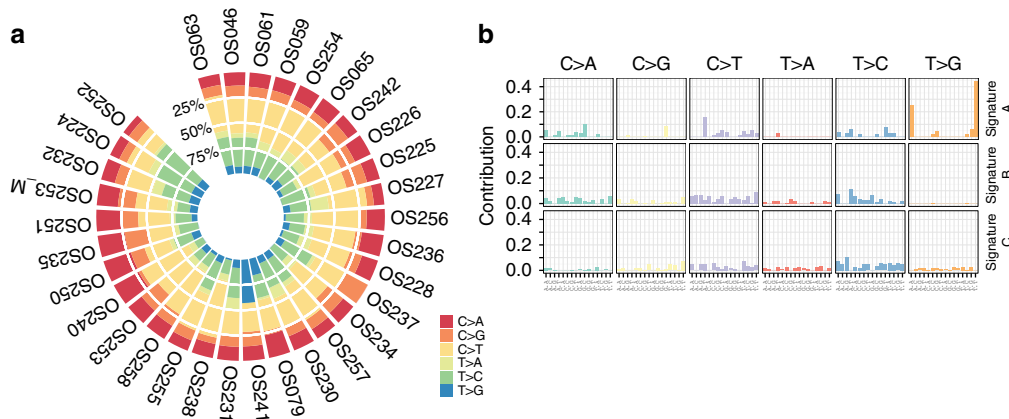 a
OS063
OS046
OS061
OS059
OS254
OS065
OS242
OS226
OS225
OS227
OS256
OS236
OS228
OS237
OS234
OS257
OS230
OS079
OS241
OS231
OS238
OS255
OS258
OS253
OS240
OS250
OS235
OS251
OS253_M
OS232
OS224
OS252
25%
50%
75%
C>A
C>G
C>T
T>A
T>C
T>G
b
C>A C>G C>T T>A T>C T>G
Contribution
0.4
0.2
0.0
0.4
0.2
0.0
0.4
0.2
0.0
Signature A
Signature B
Signature C